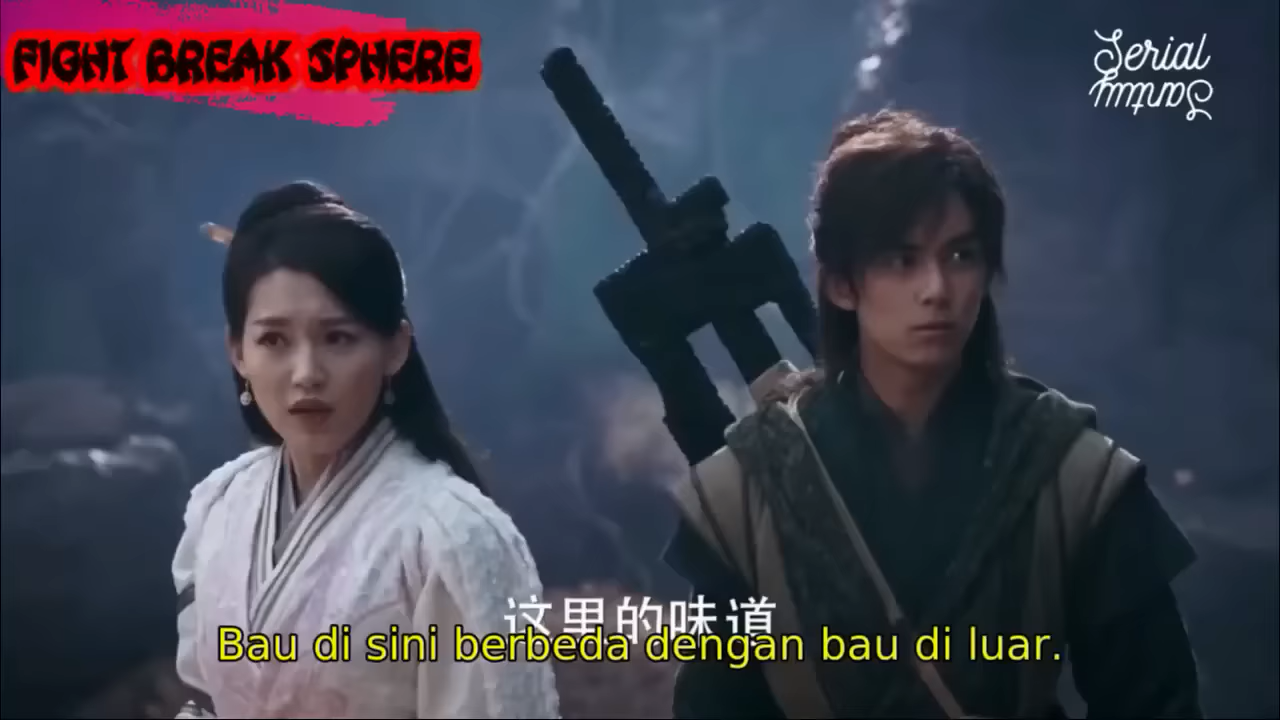 FIGHT BREAK SPHERE
Serial
Santuy
这里的味道
Bau di sini berbeda dengan bau di luar.